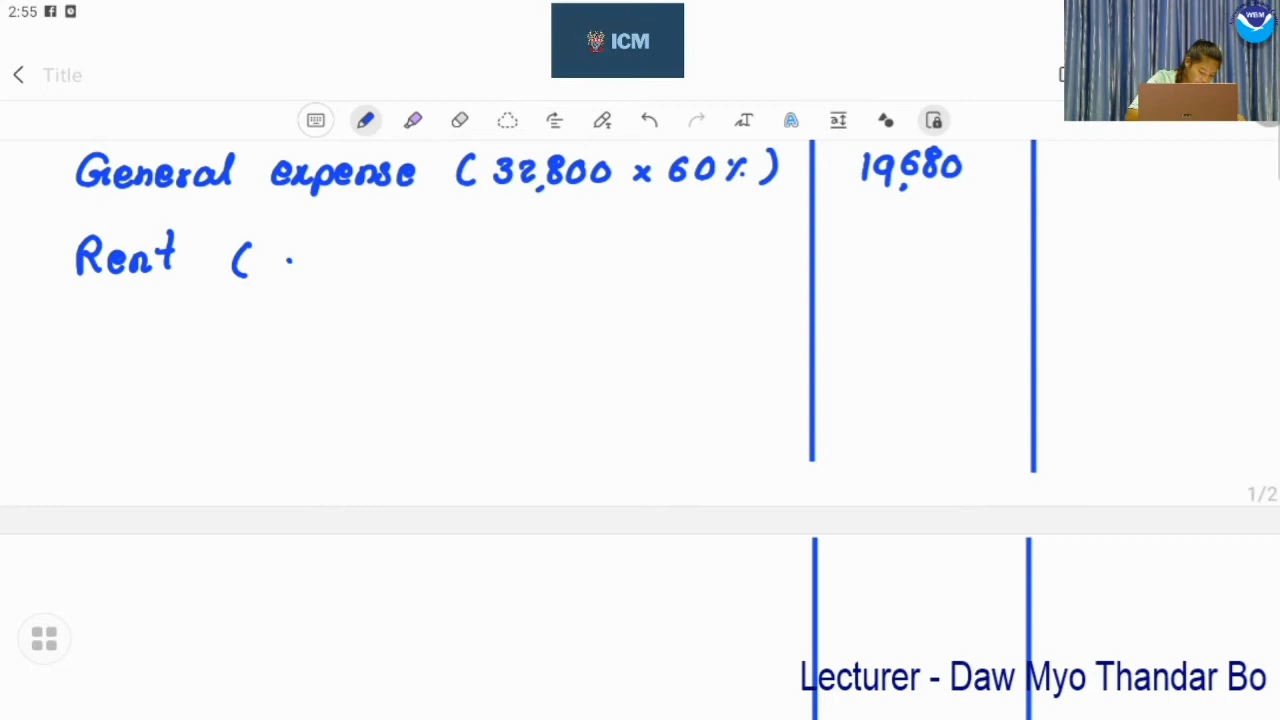 2:55
ICM
WBM
Title
General expense ( 32,800 x 60% ) 19,680
Rent (
1/2
Lecturer - Daw Myo Thandar Bo